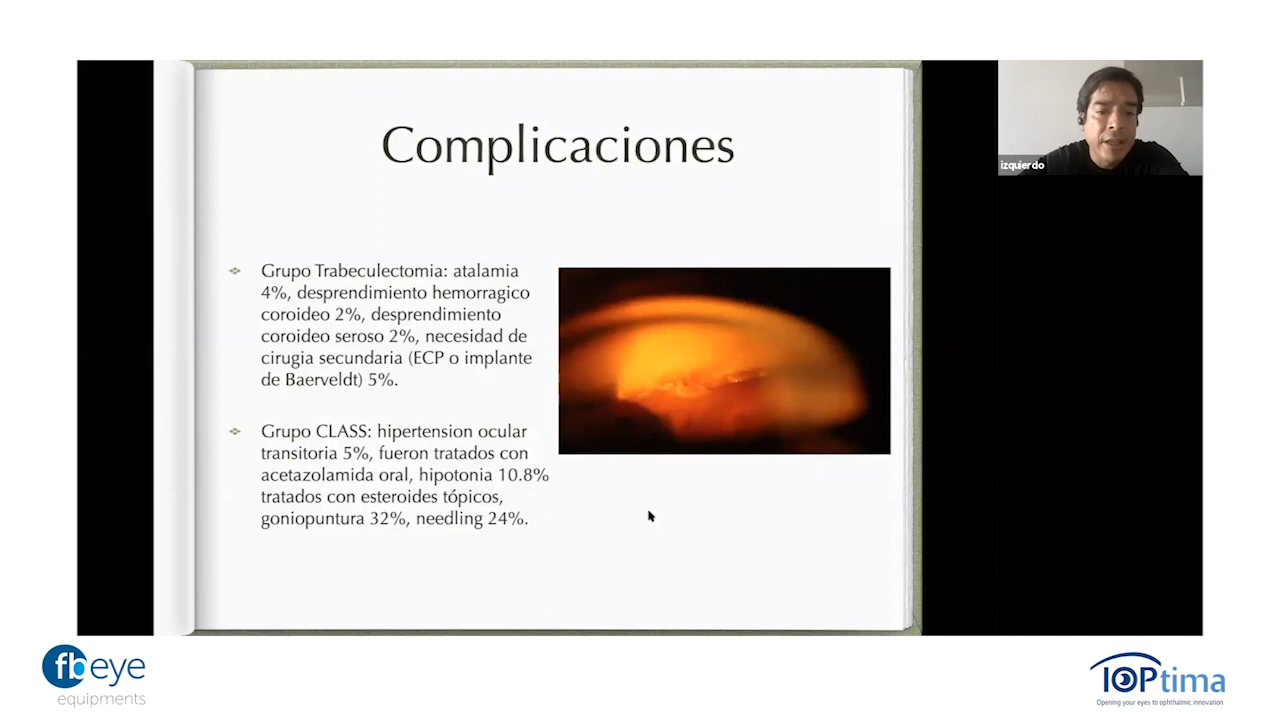 Complicaciones
izquierdo
Grupo Trabeculectomia: atalamia
4%, desprendimiento hemorragico
coroideo 2%, desprendimiento
coroideo seroso 2%, necesidad de
cirugia secundaria (ECP o implante
de Baerveldt) 5%.
Grupo CLASS: hipertension ocular
transitoria 5%, fueron tratados con
acetazolamida oral, hipotonia 10.8%
tratados con esteroides tópicos,
goniopuntura 32%, needling 24%.
fbeye
equipments
IOPtima
Opening your eyes to ophthalmic innovation